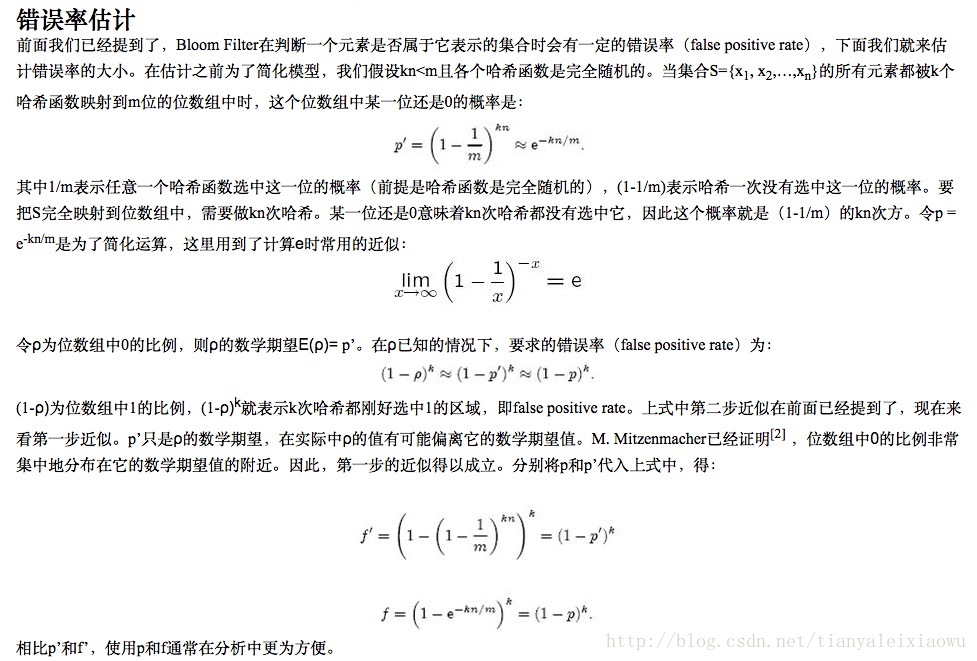 错误率估计
前面我们已经提到了，Bloom Filter在判断一个元素是否属于它表示的集合时会有一定的错误率（false positive rate），下面我们就来估
计错误率的大小。在估计之前为了简化模型，我们假设kn<m且各个哈希函数是完全随机的。当集合S={x1, x2,…,xn}的所有元素都被k个
哈希函数映射到m位的位数组中时，这个位数组中某一位还是0的概率是：
p′ = (1 − 1/m)^kn ≈ e^−kn/m.
其中1/m表示任意一个哈希函数选中这一位的概率（前提是哈希函数是完全随机的），(1-1/m)表示哈希一次没有选中这一位的概率。要
把S完全映射到位数组中，需要做kn次哈希。某一位还是0意味着kn次哈希都没有选中它，因此这个概率就是（1-1/m）的kn次方。令p =
e^-kn/m是为了简化运算，这里用到了计算e时常用的近似：
lim x→∞ (1 − 1/x)^−x = e
令ρ为位数组中0的比例，则ρ的数学期望E(ρ)= p’。在ρ已知的情况下，要求的错误率（false positive rate）为：
(1 − ρ)^k ≈ (1 − p′)^k ≈ (1 − p)^k.
(1-ρ)为位数组中1的比例，(1-ρ)^k就表示k次哈希都刚好选中1的区域，即false positive rate。上式中第二步近似在前面已经提到了，现在来
看第一步近似。p’只是ρ的数学期望，在实际中ρ的值有可能偏离它的数学期望值。M. Mitzenmacher已经证明[2] ，位数组中0的比例非常
集中地分布在它的数学期望值的附近。因此，第一步的近似得以成立。分别将p和p’代入上式中，得：
f′ = (1 − (1 − 1/m)^kn)^k = (1 − p′)^k
f = (1 − e^−kn/m)^k = (1 − p)^k.
相比p’和f’，使用p和f通常在分析中更为方便。
http://blog.csdn.net/tianyaleixiaowu